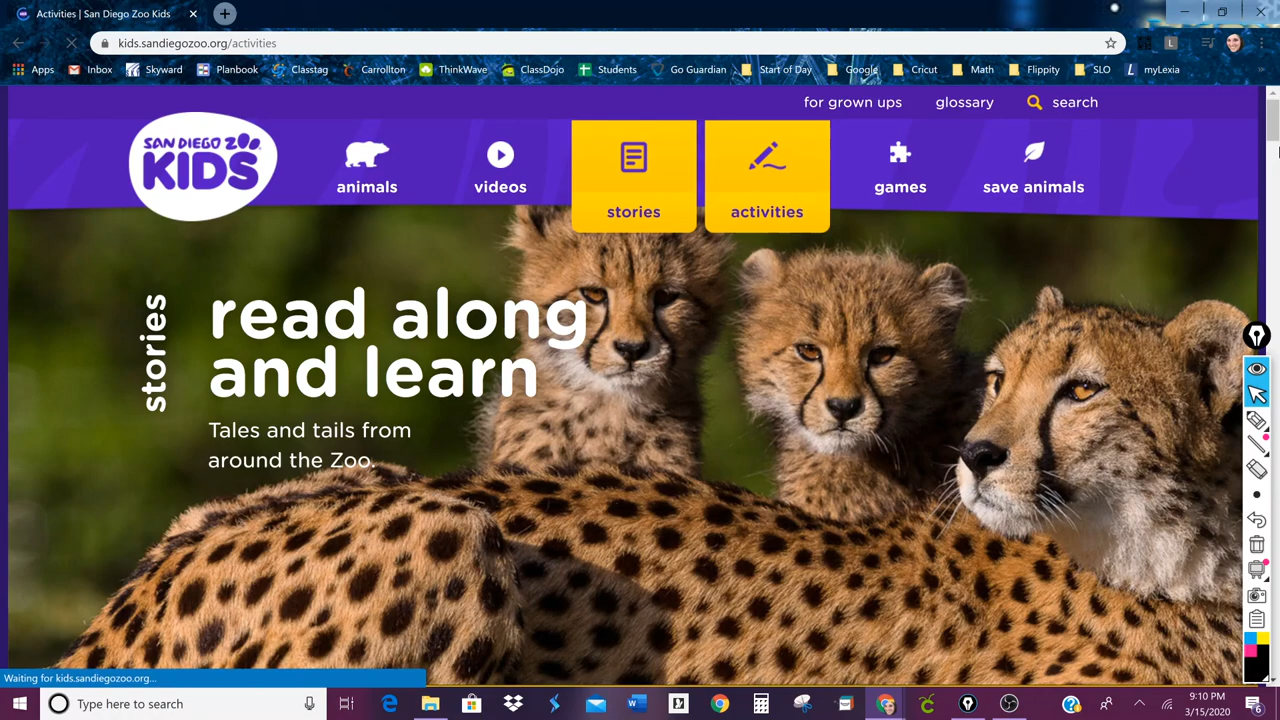 Activities | San Diego Zoo Kids
kids.sandiegozoo.org/activities
Apps Inbox Skyward Planbook Classtag Carrollton ThinkWave ClassDojo Students Go Guardian Start of Day Google Cricut Math Flippity SLO myLexia
for grown ups glossary search
SAN DIEGO ZOO
KIDS
animals videos stories activities games save animals
stories
read along
and learn
Tales and tails from
around the Zoo.
Waiting for kids.sandiegozoo.org...
Type here to search
9:10 PM
3/15/2020
6